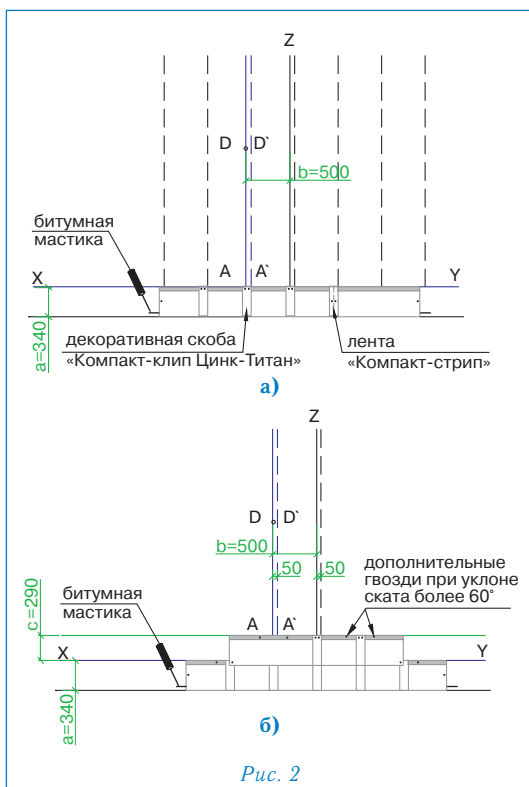 Z
D D`
b=500
битумная
мастика
X
A A`
Y
a=340
декоративная скоба
«Компакт-клип Цинк-Титан»
лента
«Компакт-стрип»
а)
Z
D D`
b=500
50
50
дополнительные
гвозди при уклоне
ската более 60°
битумная
мастика
c=290
A A`
X
Y
a=340
б)
Рис. 2